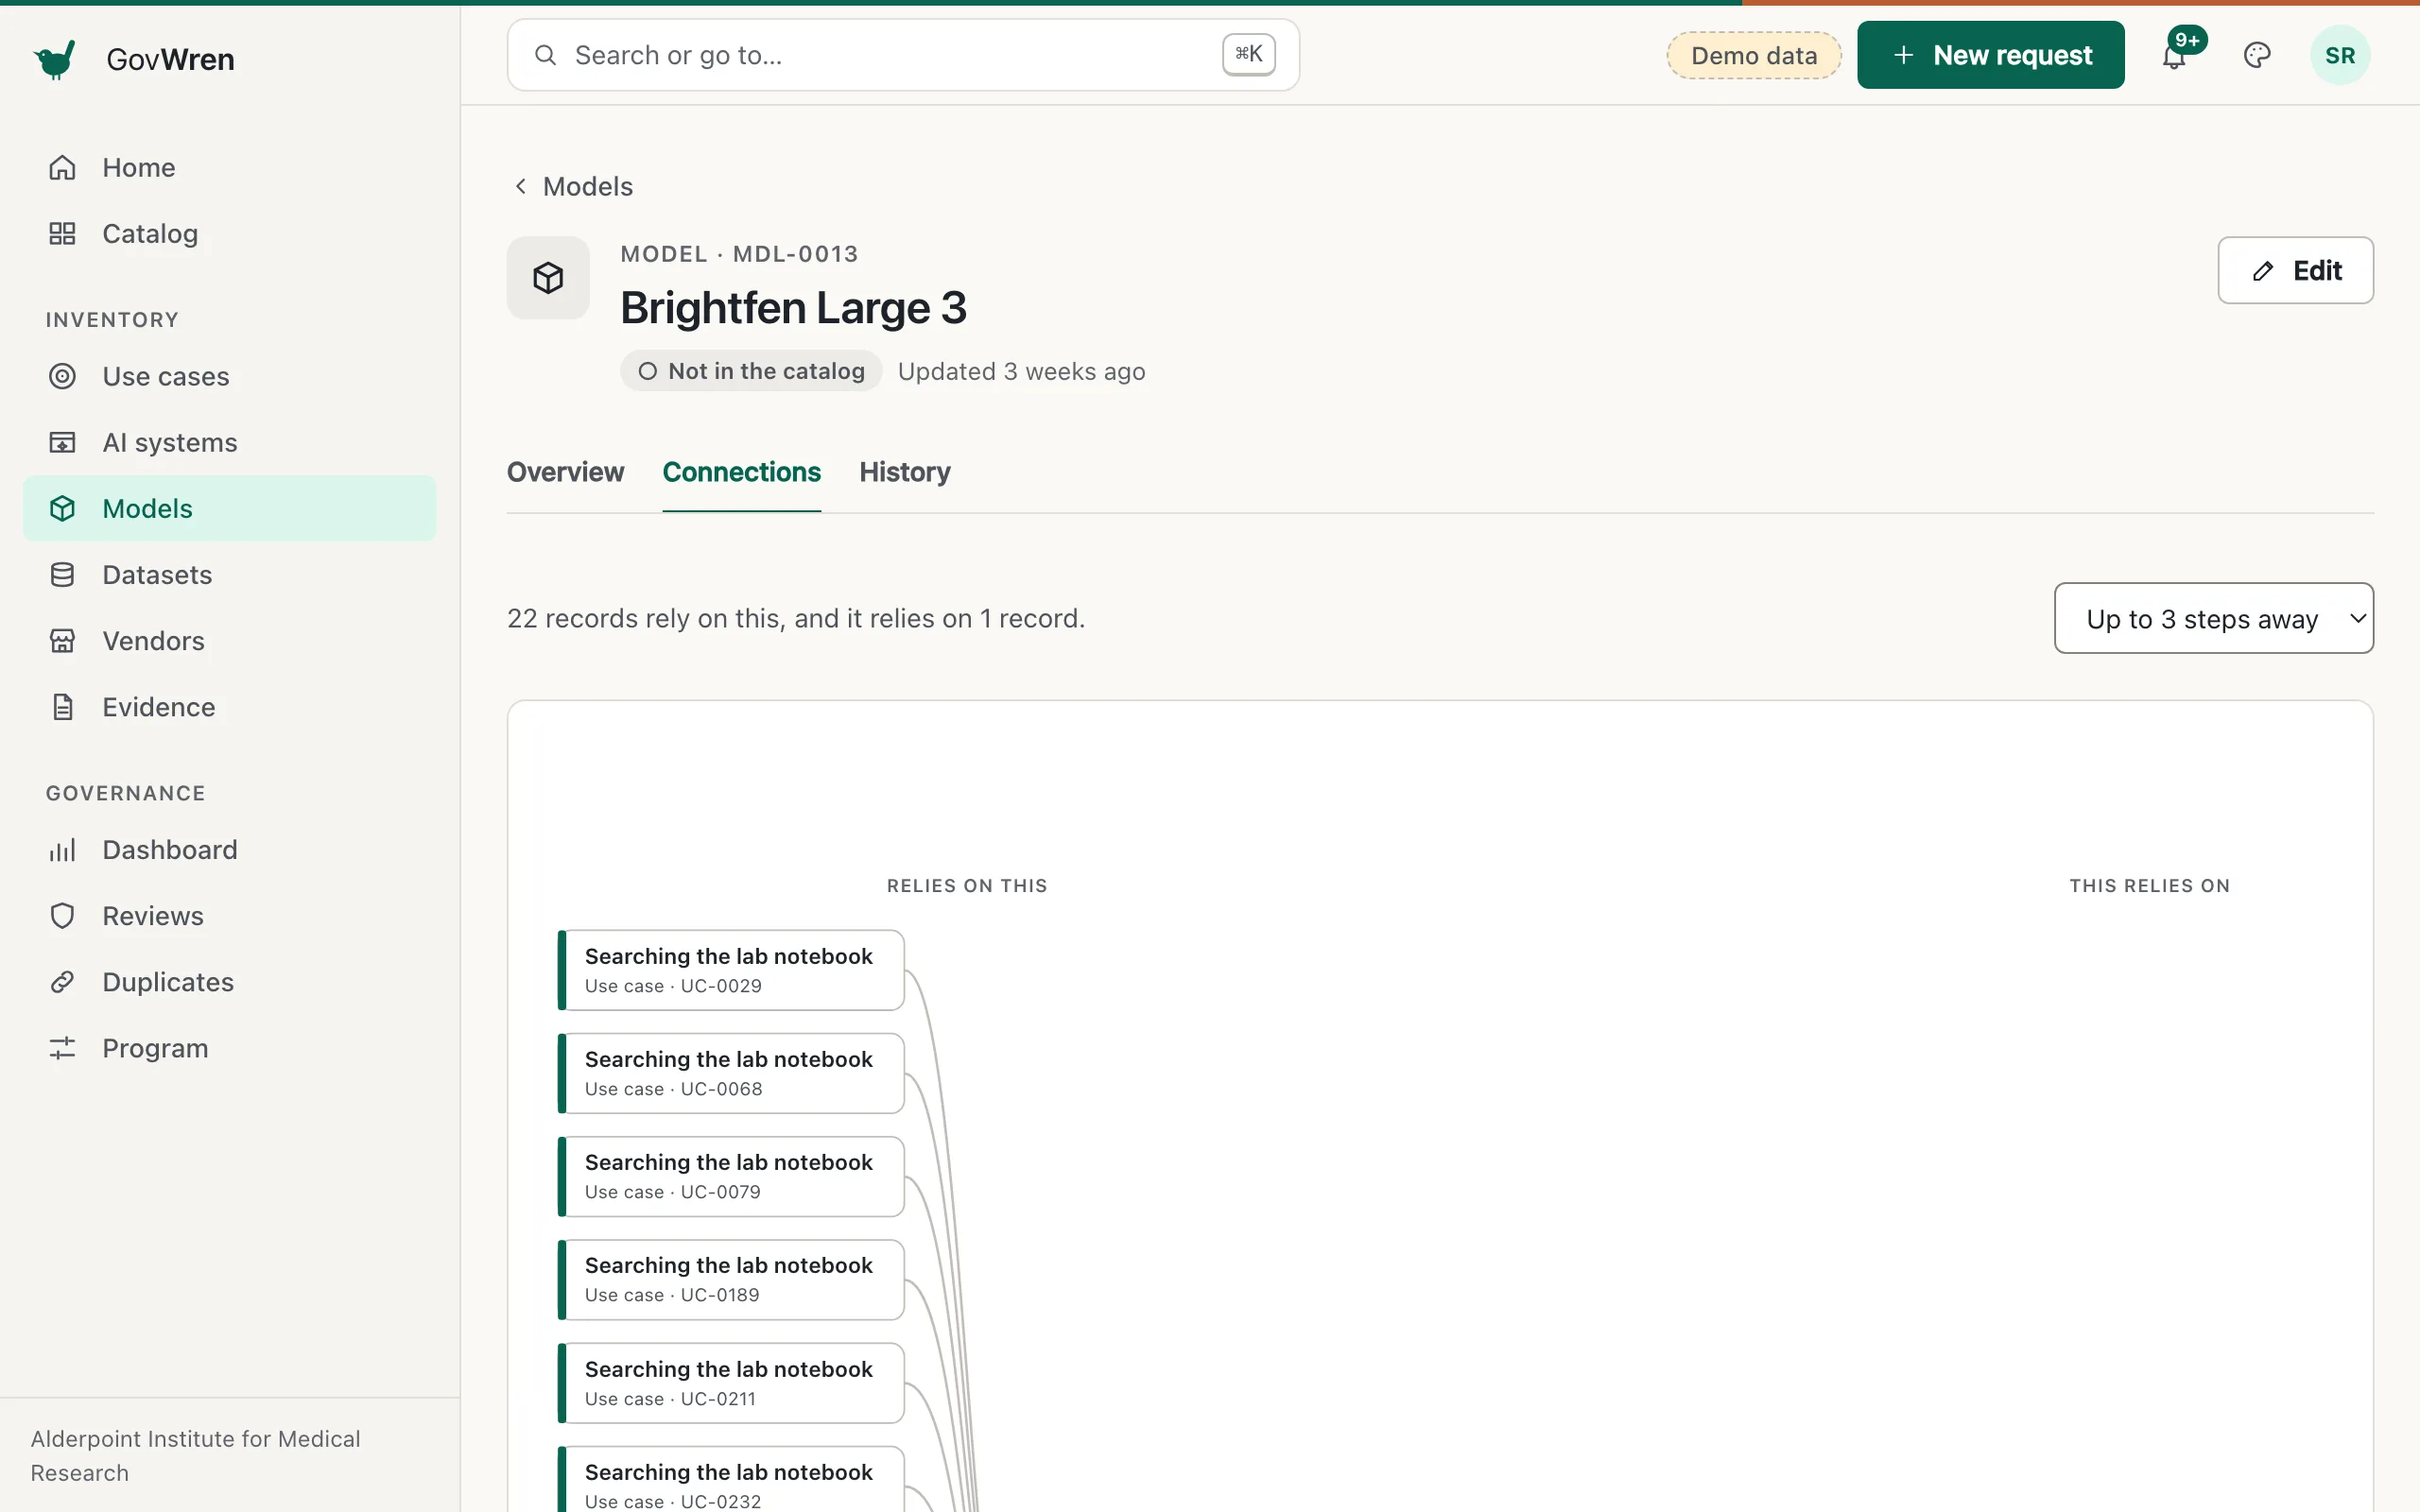 GovWren
Search or go to...
⌘K
Demo data
+ New request
9+
SR
Home
Catalog
INVENTORY
Use cases
AI systems
Models
Datasets
Vendors
Evidence
GOVERNANCE
Dashboard
Reviews
Duplicates
Program
Alderpoint Institute for Medical
Research
Models
MODEL · MDL-0013
Brightfen Large 3
Edit
Not in the catalog
Updated 3 weeks ago
Overview
Connections
History
22 records rely on this, and it relies on 1 record.
Up to 3 steps away
RELIES ON THIS
THIS RELIES ON
Searching the lab notebook
Use case · UC-0029
Searching the lab notebook
Use case · UC-0068
Searching the lab notebook
Use case · UC-0079
Searching the lab notebook
Use case · UC-0189
Searching the lab notebook
Use case · UC-0211
Searching the lab notebook
Use case · UC-0232